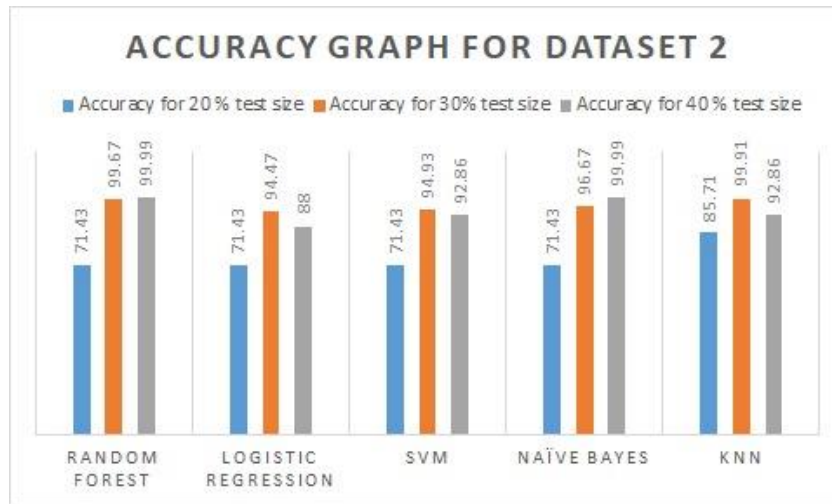 ACCURACY GRAPH FOR DATASET 2
Accuracy for 20% test size Accuracy for 30% test size Accuracy for 40% test size
71.43 99.67 99.99 71.43 94.47 88 71.43 94.93 92.86 71.43 96.67 99.99 85.71 99.91 92.86
RANDOM FOREST
LOGISTIC REGRESSION
SVM
NAÏVE BAYES
KNN